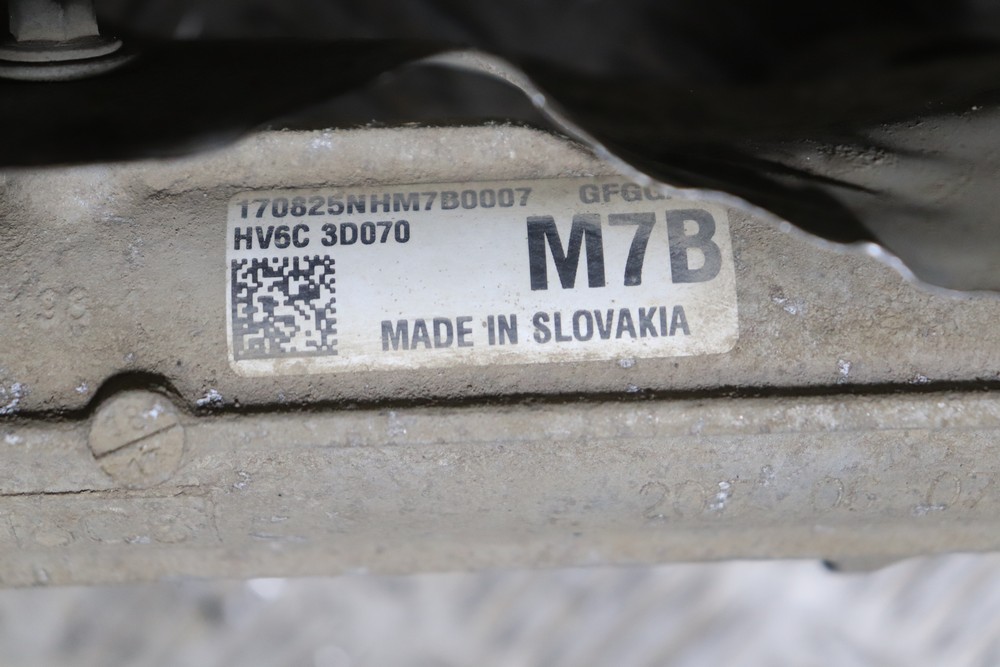 170825NHM7B0007
HV6C 3D070
M7B
MADE IN SLOVAKIA